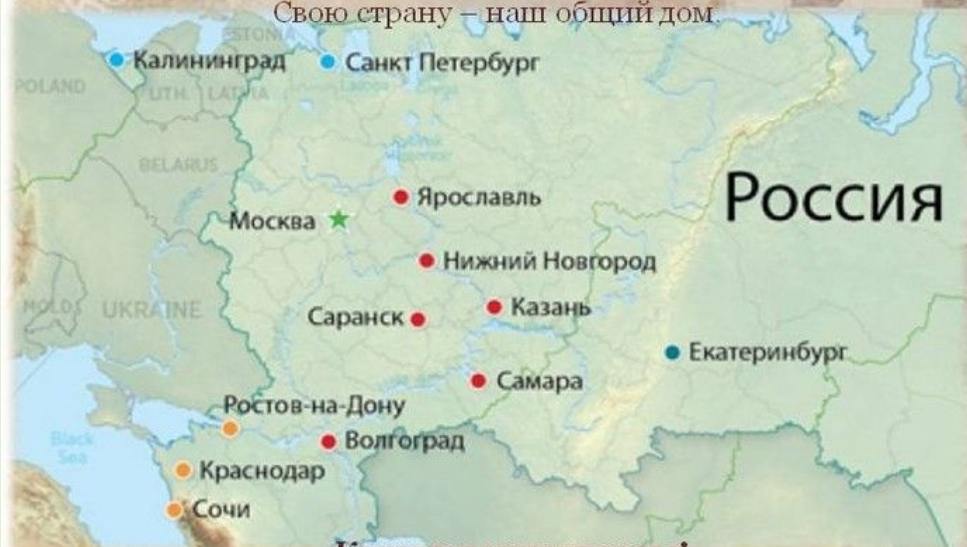 Свою страну – наш общий дом.
ESTONIA
Калининград
Санкт Петербург
POLAND
LITH.
LATVIA
BELARUS
Ярославль
Россия
Москва
Нижний Новгород
MOLD.
UKRAINE
Казань
Саранск
Екатеринбург
Самара
Ростов-на-Дону
Black
Sea
Волгоград
Краснодар
Сочи